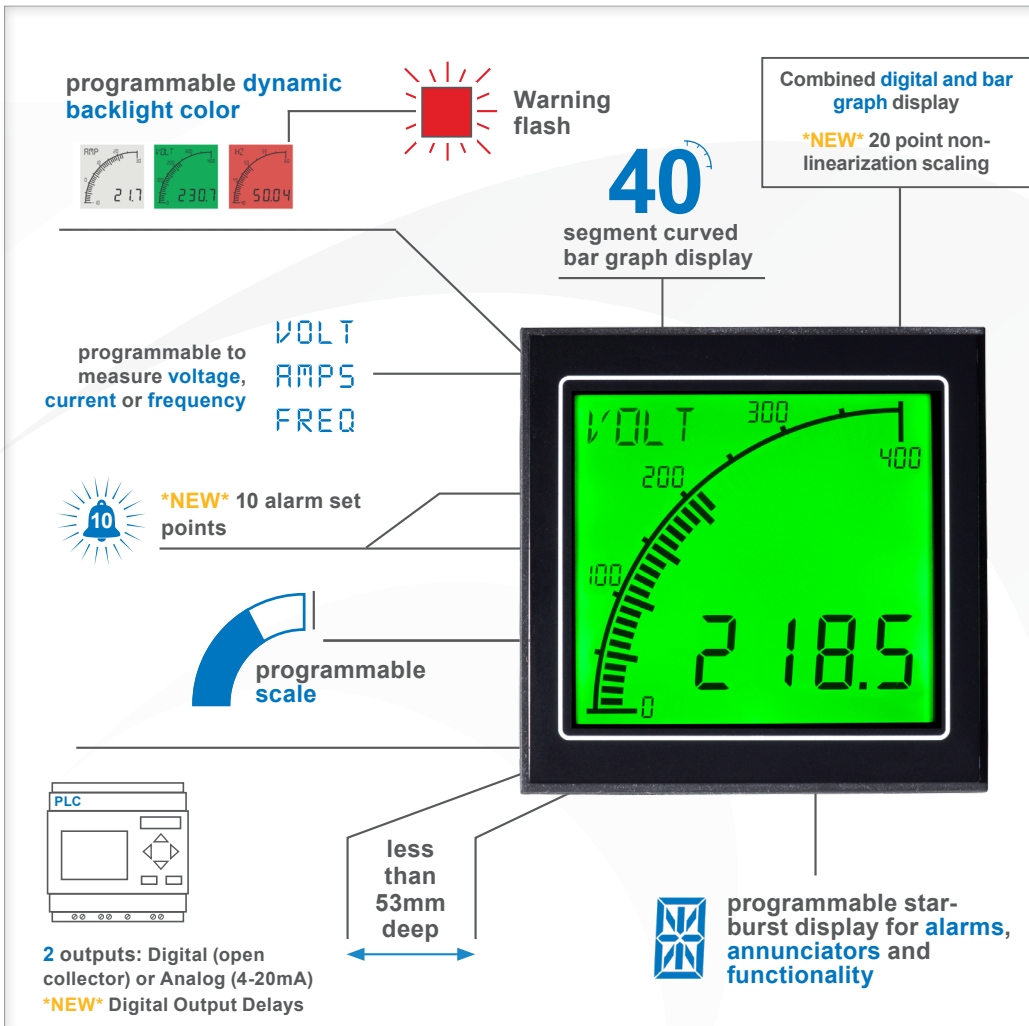 programmable dynamic
backlight color
Warning
flash
AMP
21.7
VOLT
230.7
HZ
50.04
40
segment curved
bar graph display
Combined digital and bar
graph display
*NEW* 20 point non-
linearization scaling
programmable to
measure voltage,
current or frequency
VOLT
AMPS
FREQ
10
*NEW* 10 alarm set
points
programmable
scale
VOLT
300
400
200
100
0
218.5
PLC
2 outputs: Digital (open
collector) or Analog (4-20mA)
*NEW* Digital Output Delays
less
than
53mm
deep
programmable star-
burst display for alarms,
annunciators and
functionality